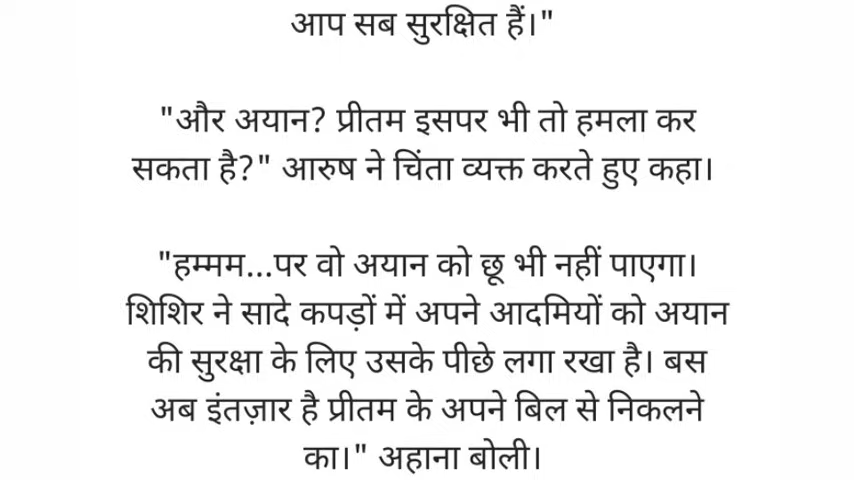 आप सब सुरक्षित हैं।"
"और अयान? प्रीतम इसपर भी तो हमला कर
सकता है?" आरुष ने चिंता व्यक्त करते हुए कहा।
"हम्मम...पर वो अयान को छू भी नहीं पाएगा।
शिशिर ने सादे कपड़ों में अपने आदमियों को अयान
की सुरक्षा के लिए उसके पीछे लगा रखा है। बस
अब इंतज़ार है प्रीतम के अपने बिल से निकलने
का।" अहाना बोली।